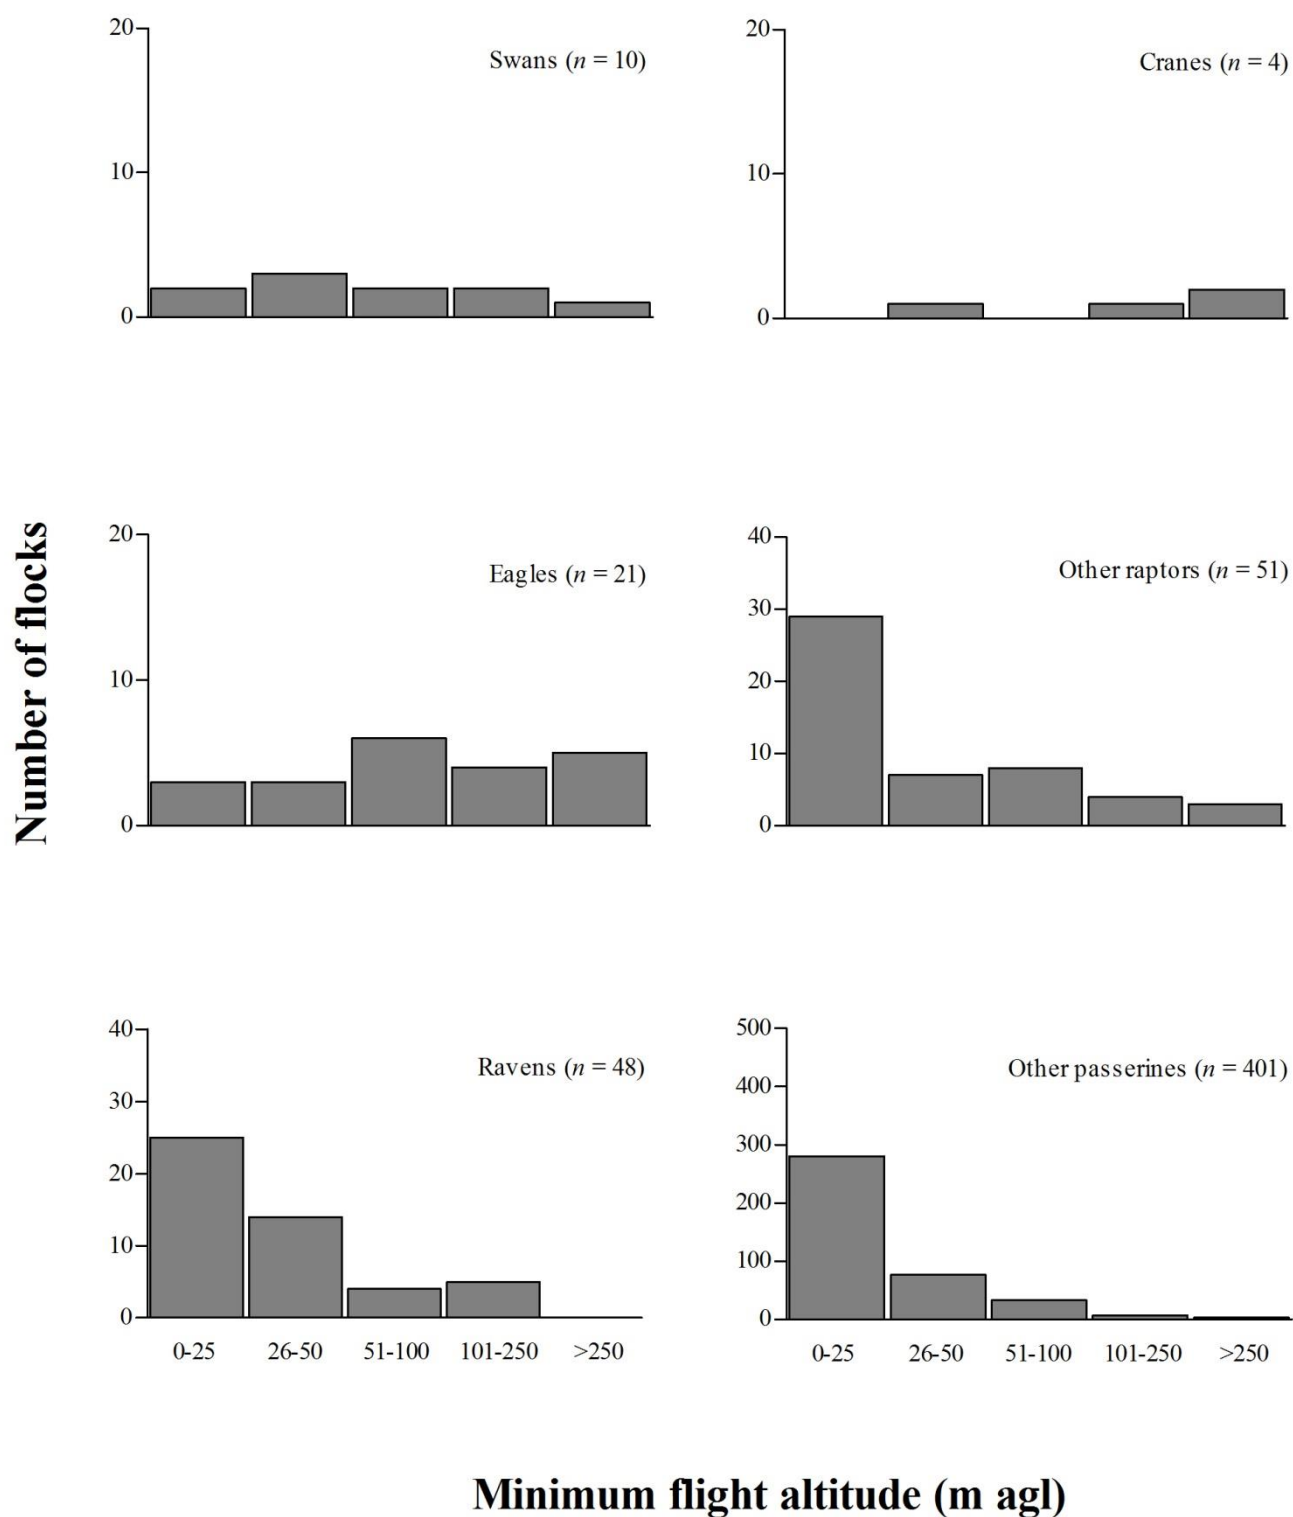 20
Swans (n = 10)
10
0
20
Cranes (n = 4)
10
0
Number of flocks
20
Eagles (n = 21)
10
0
40
Other raptors (n = 51)
30
20
10
0
40
Ravens (n = 48)
30
20
10
0
0-25 26-50 51-100 101-250 >250
500
Other passerines (n = 401)
400
300
200
100
0
0-25 26-50 51-100 101-250 >250
Minimum flight altitude (m agl)